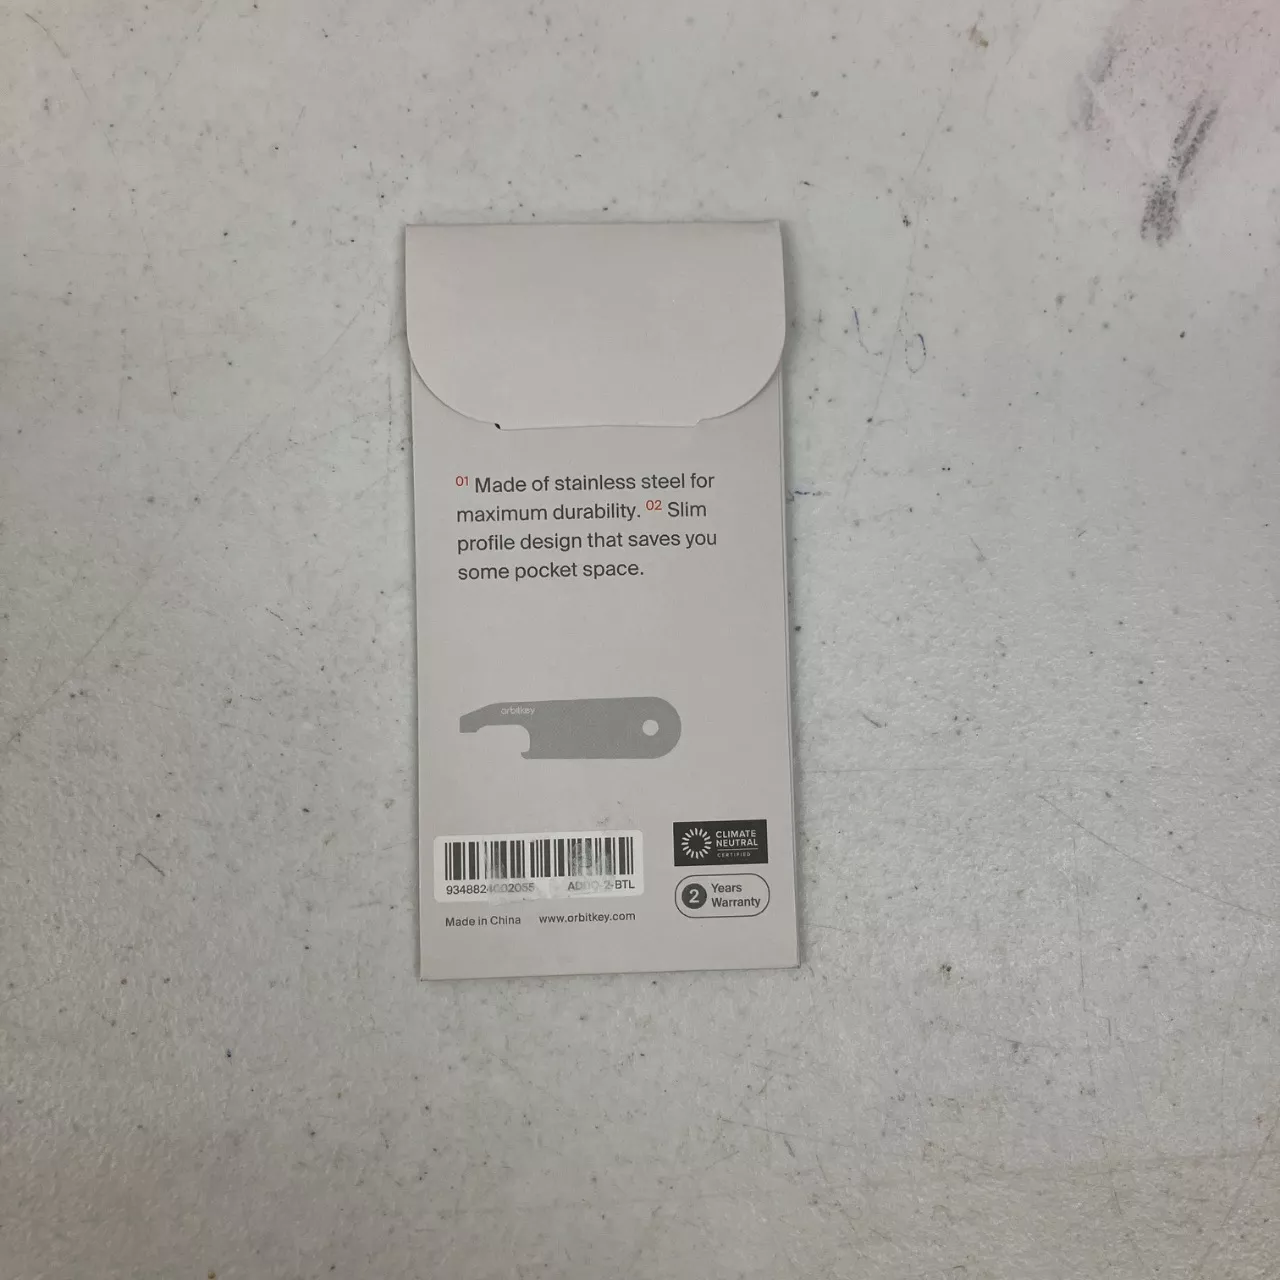 01 Made of stainless steel for
maximum durability. 02 Slim
profile design that saves you
some pocket space.
orbitkey
CLIMATE
NEUTRAL
CERTIFIED
2 Years
Warranty
Made in China www.orbitkey.com